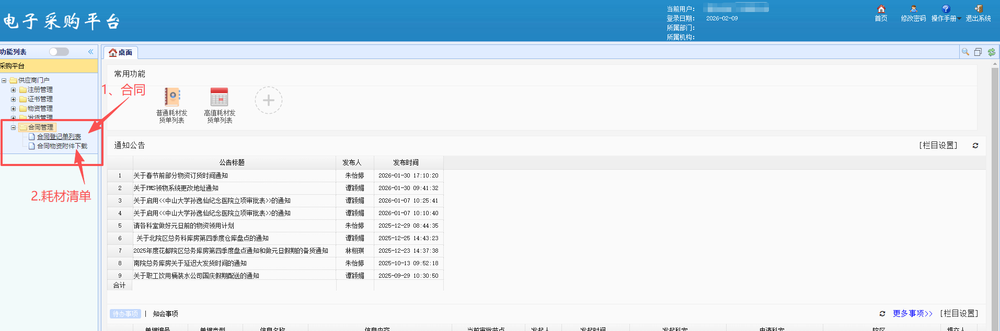 电子采购平台
当前用户：
登录日期： 2026-02-09
所属部门：
所属机构：
首页 修改密码 操作手册 退出系统
功能列表
采购平台
供应商门户
注册管理
证书管理
物资管理
发货管理
合同管理
合同登记单列表
合同物资附件下载
1、合同
2.耗材清单
桌面
常用功能
普通耗材发
货单列表
高值耗材发
货单列表
通知公告 [栏目设置]
公告标题 发布人 发布时间
1 关于春节前部分物资订货时间通知 朱怡婷 2026-01-30 17:10:20
2 关于PMS领物系统更改地址通知 谭颖媚 2026-01-30 09:41:32
3 关于启用<<中山大学孙逸仙纪念医院立项审批表>>的通知 谭颖媚 2026-01-07 10:25:41
4 关于启用<<中山大学孙逸仙纪念医院立项审批表>>的通知 谭颖媚 2026-01-07 10:10:40
5 请各科室做好元旦前的物资领用计划 朱怡婷 2025-12-29 08:44:35
6 关于北院区总务科库房第四季度仓库盘点的通知 谭颖媚 2025-12-25 14:43:23
7 2025年度花都院区总务库房第四季度盘点通知和做元旦假期的备货通知 林栩琪 2025-12-23 14:37:38
8 南院总务库房关于延迟大发货时间的通知 朱怡婷 2025-10-13 09:52:18
9 关于职工饮用桶装水公司国庆假期配送的通知 谭颖媚 2025-09-29 10:30:50
合计
待办事项 | 知会事项 更多事项>> [栏目设置]
单据编号 单据类型 信息名称 信息内容 当前审批节点 发起人 发起时间 发起科室 申请科室 院区 提交人